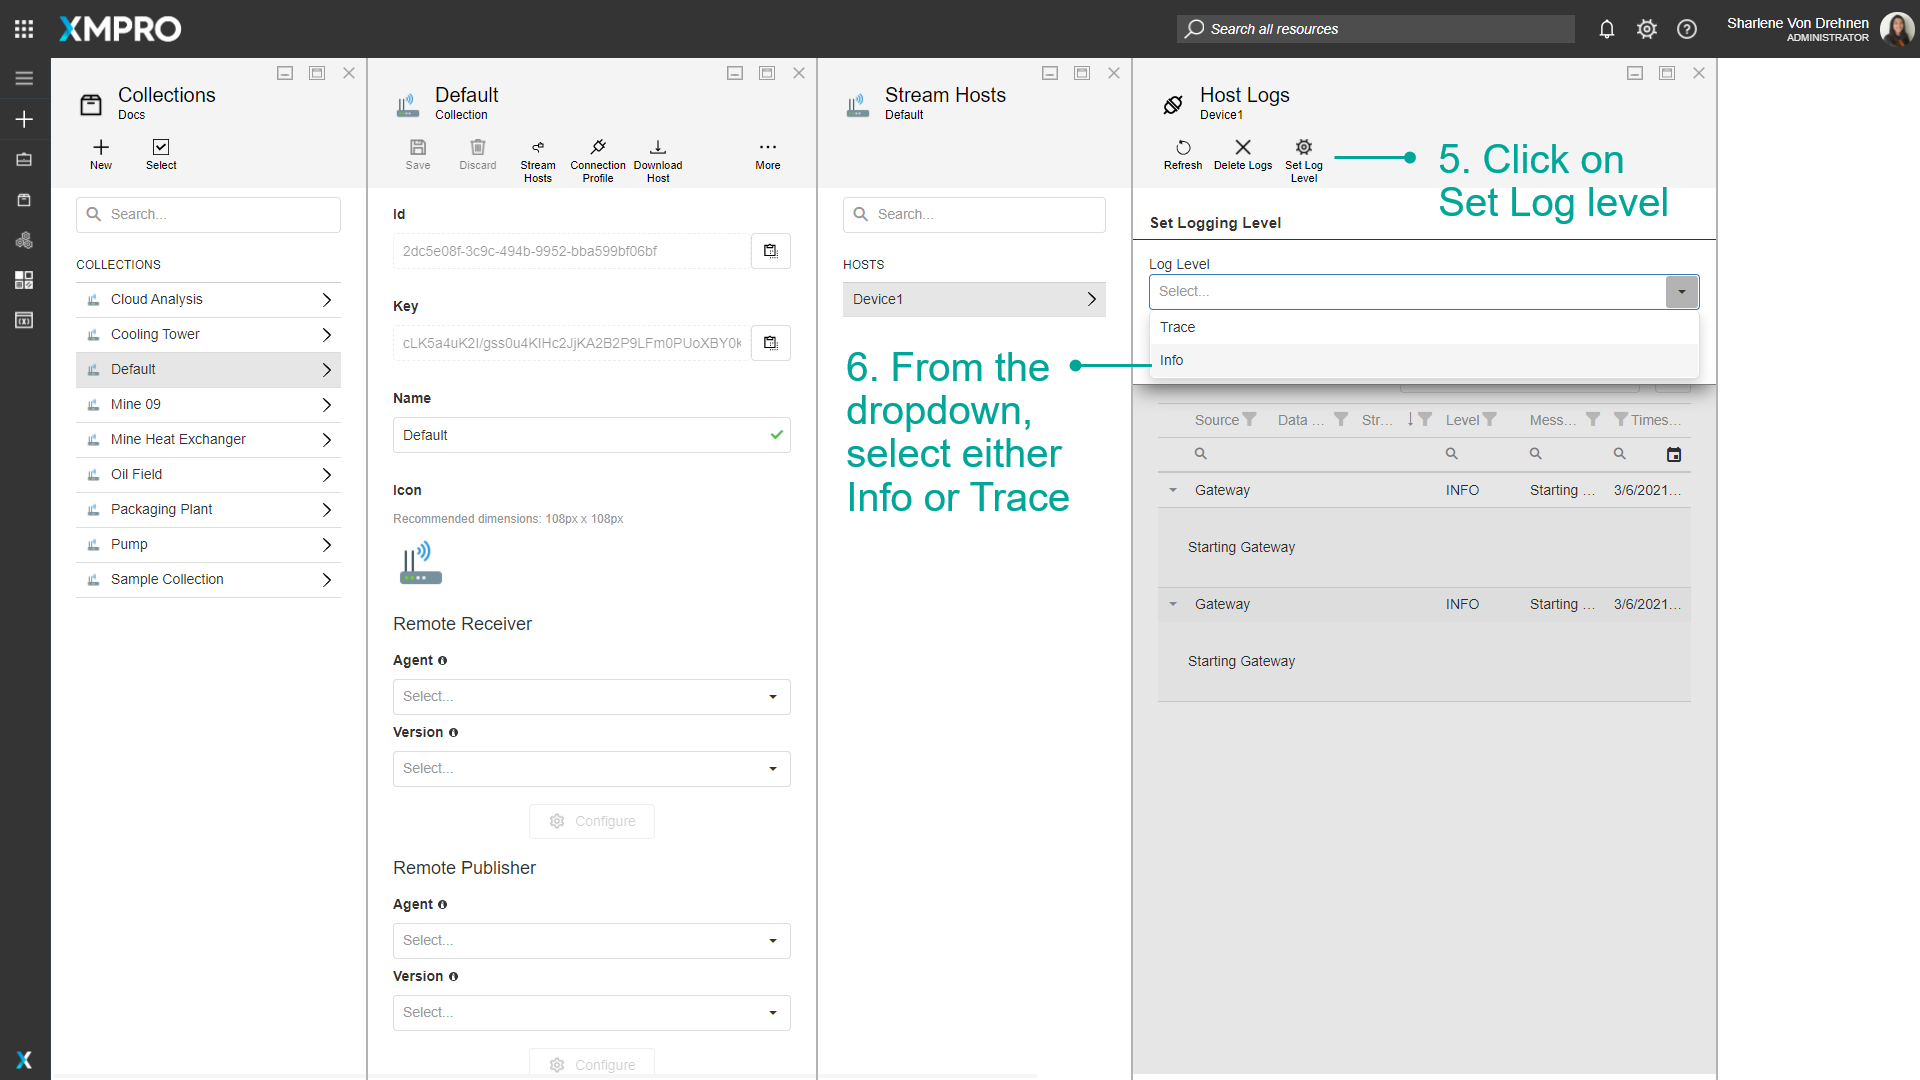 XMPRO
Search all resources
Sharlene Von Drehnen
ADMINISTRATOR
Collections
Docs
New
Select
Search...
COLLECTIONS
Cloud Analysis
Cooling Tower
Default
Mine 09
Mine Heat Exchanger
Oil Field
Packaging Plant
Pump
Sample Collection
Default
Collection
Save
Discard
Stream
Hosts
Connection
Profile
Download
Host
More
Id
2dc5e08f-3c9c-494b-9952-bba599bf06bf
Key
cLK5a4uK2I/gss0u4KIHc2JjKA2B2P9LFm0PUoXBY0k
Name
Default
Icon
Recommended dimensions: 108px x 108px
Remote Receiver
Agent
Select...
Version
Select...
Configure
Remote Publisher
Agent
Select...
Version
Select...
Configure
Stream Hosts
Default
Search...
HOSTS
Device1
6. From the
dropdown,
select either
Info or Trace
Host Logs
Device1
Refresh
Delete Logs
Set Log
Level
5. Click on
Set Log level
Set Logging Level
Log Level
Select...
Trace
Info
Source Data ... Str... Level Mess... Times...
Gateway INFO Starting ... 3/6/2021...
Starting Gateway
Gateway INFO Starting ... 3/6/2021...
Starting Gateway